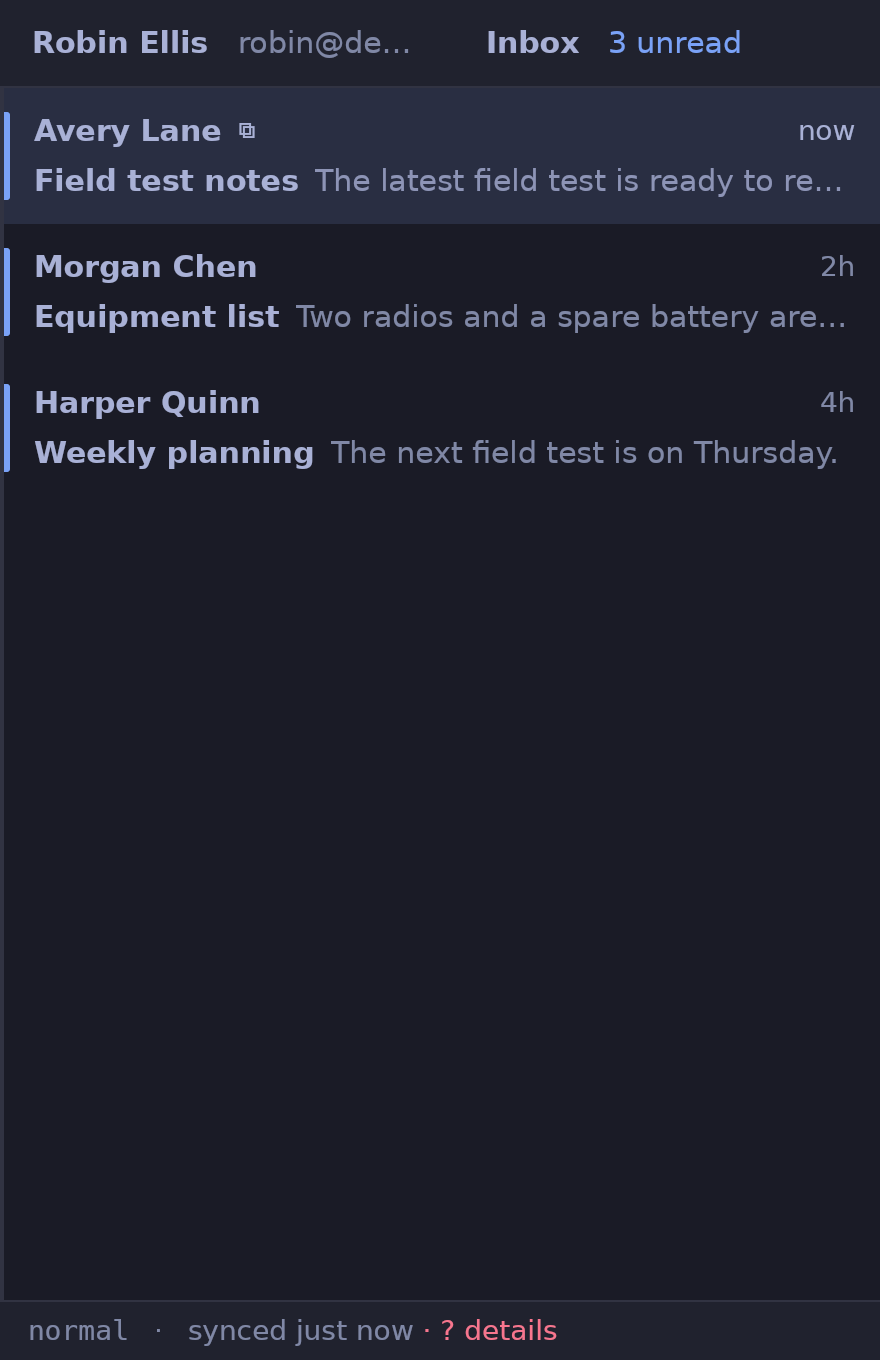 Robin Ellis robin@de… Inbox 3 unread
Avery Lane now
Field test notes The latest field test is ready to re…
Morgan Chen 2h
Equipment list Two radios and a spare battery are…
Harper Quinn 4h
Weekly planning The next field test is on Thursday.
normal · synced just now · ? details